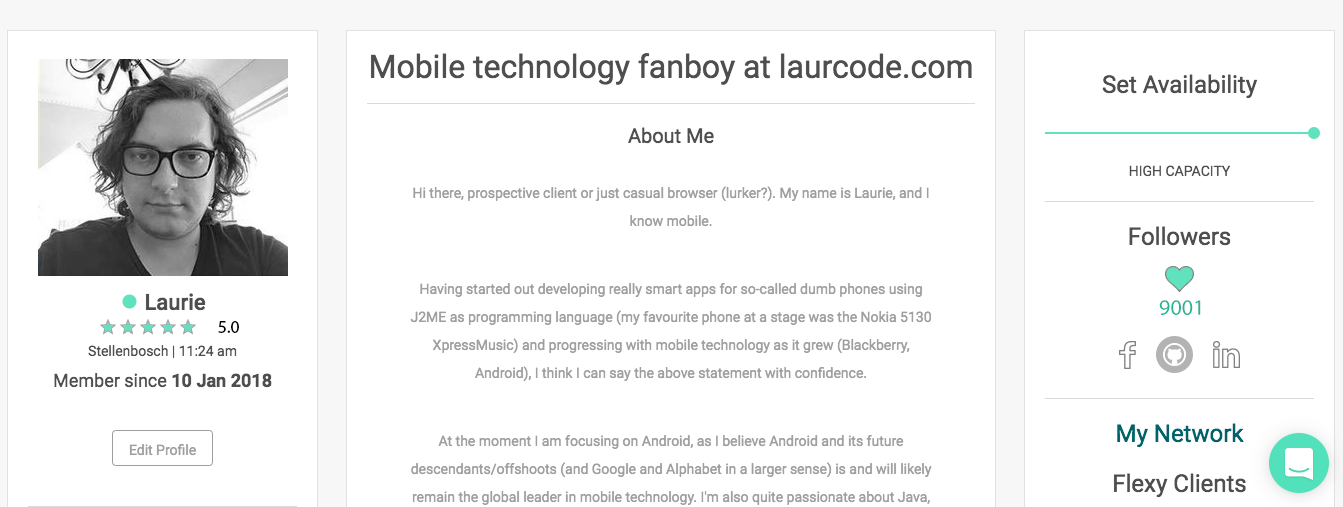 Laurie
5.0
Stellenbosch | 11:24 am
Member since 10 Jan 2018
Edit Profile
Mobile technology fanboy at laurcode.com
About Me
Hi there, prospective client or just casual browser (lurker?). My name is Laurie, and I
know mobile.
Having started out developing really smart apps for so-called dumb phones using
J2ME as programming language (my favourite phone at a stage was the Nokia 5130
XpressMusic) and progressing with mobile technology as it grew (Blackberry,
Android), I think I can say the above statement with confidence.
At the moment I am focusing on Android, as I believe Android and its future
descendants/offshoots (and Google and Alphabet in a larger sense) is and will likely
remain the global leader in mobile technology. I'm also quite passionate about Java,
Set Availability
HIGH CAPACITY
Followers
9001
f
in
My Network
Flexy Clients